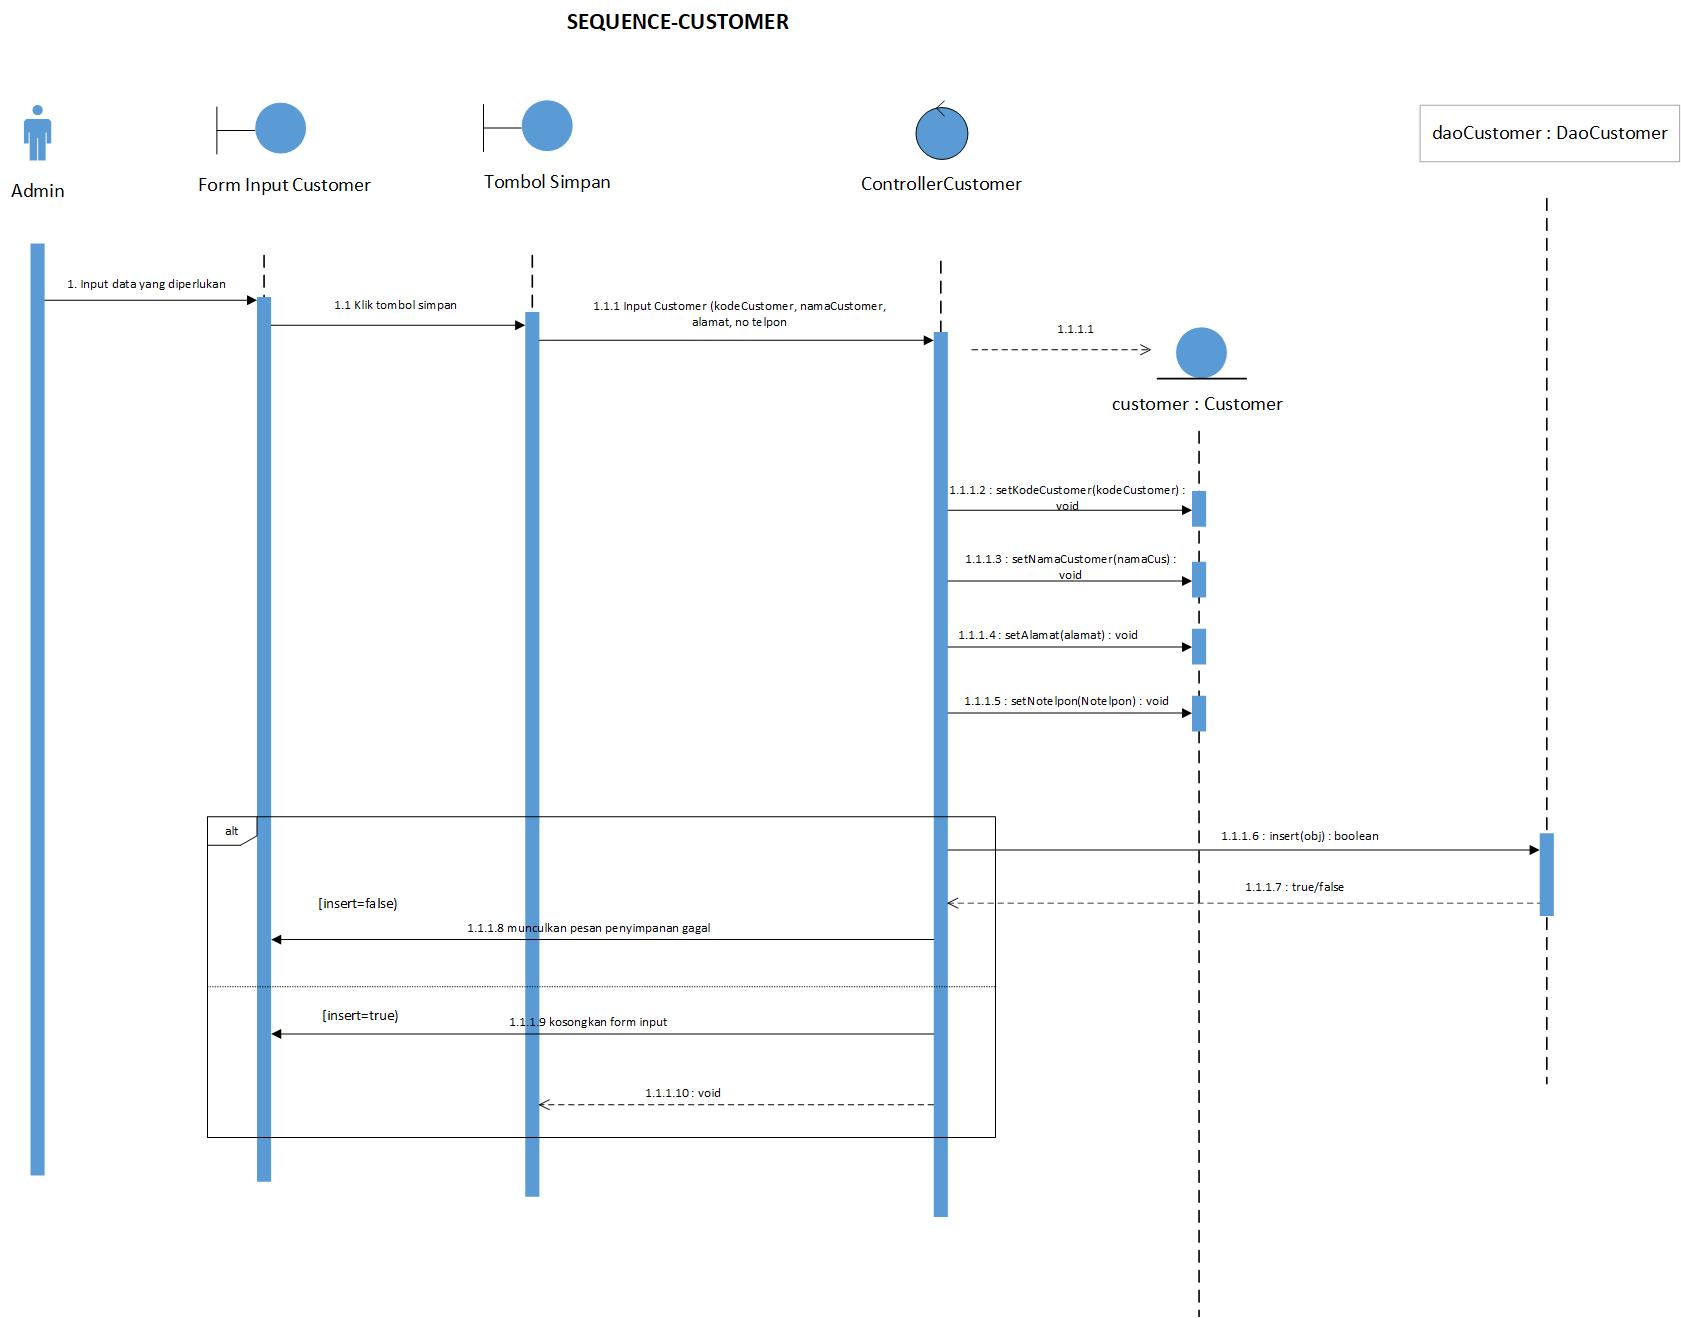 SEQUENCE-CUSTOMER
Admin
Form Input Customer
Tombol Simpan
ControllerCustomer
daoCustomer : DaoCustomer
1. Input data yang diperlukan
1.1 Klik tombol simpan
1.1.1 Input Customer (kodeCustomer, namaCustomer,
alamat, no telpon
1.1.1.1
customer : Customer
1.1.1.2 : setKodeCustomer(kodeCustomer) :
void
1.1.1.3 : setNamaCustomer(namaCus) :
void
1.1.1.4 : setAlamat(alamat) : void
1.1.1.5 : setNotelpon(Notelpon) : void
alt
1.1.1.6 : insert(obj) : boolean
1.1.1.7 : true/false
[insert=false)
1.1.1.8 munculkan pesan penyimpanan gagal
[insert=true)
1.1.1.9 kosongkan form input
1.1.1.10 : void